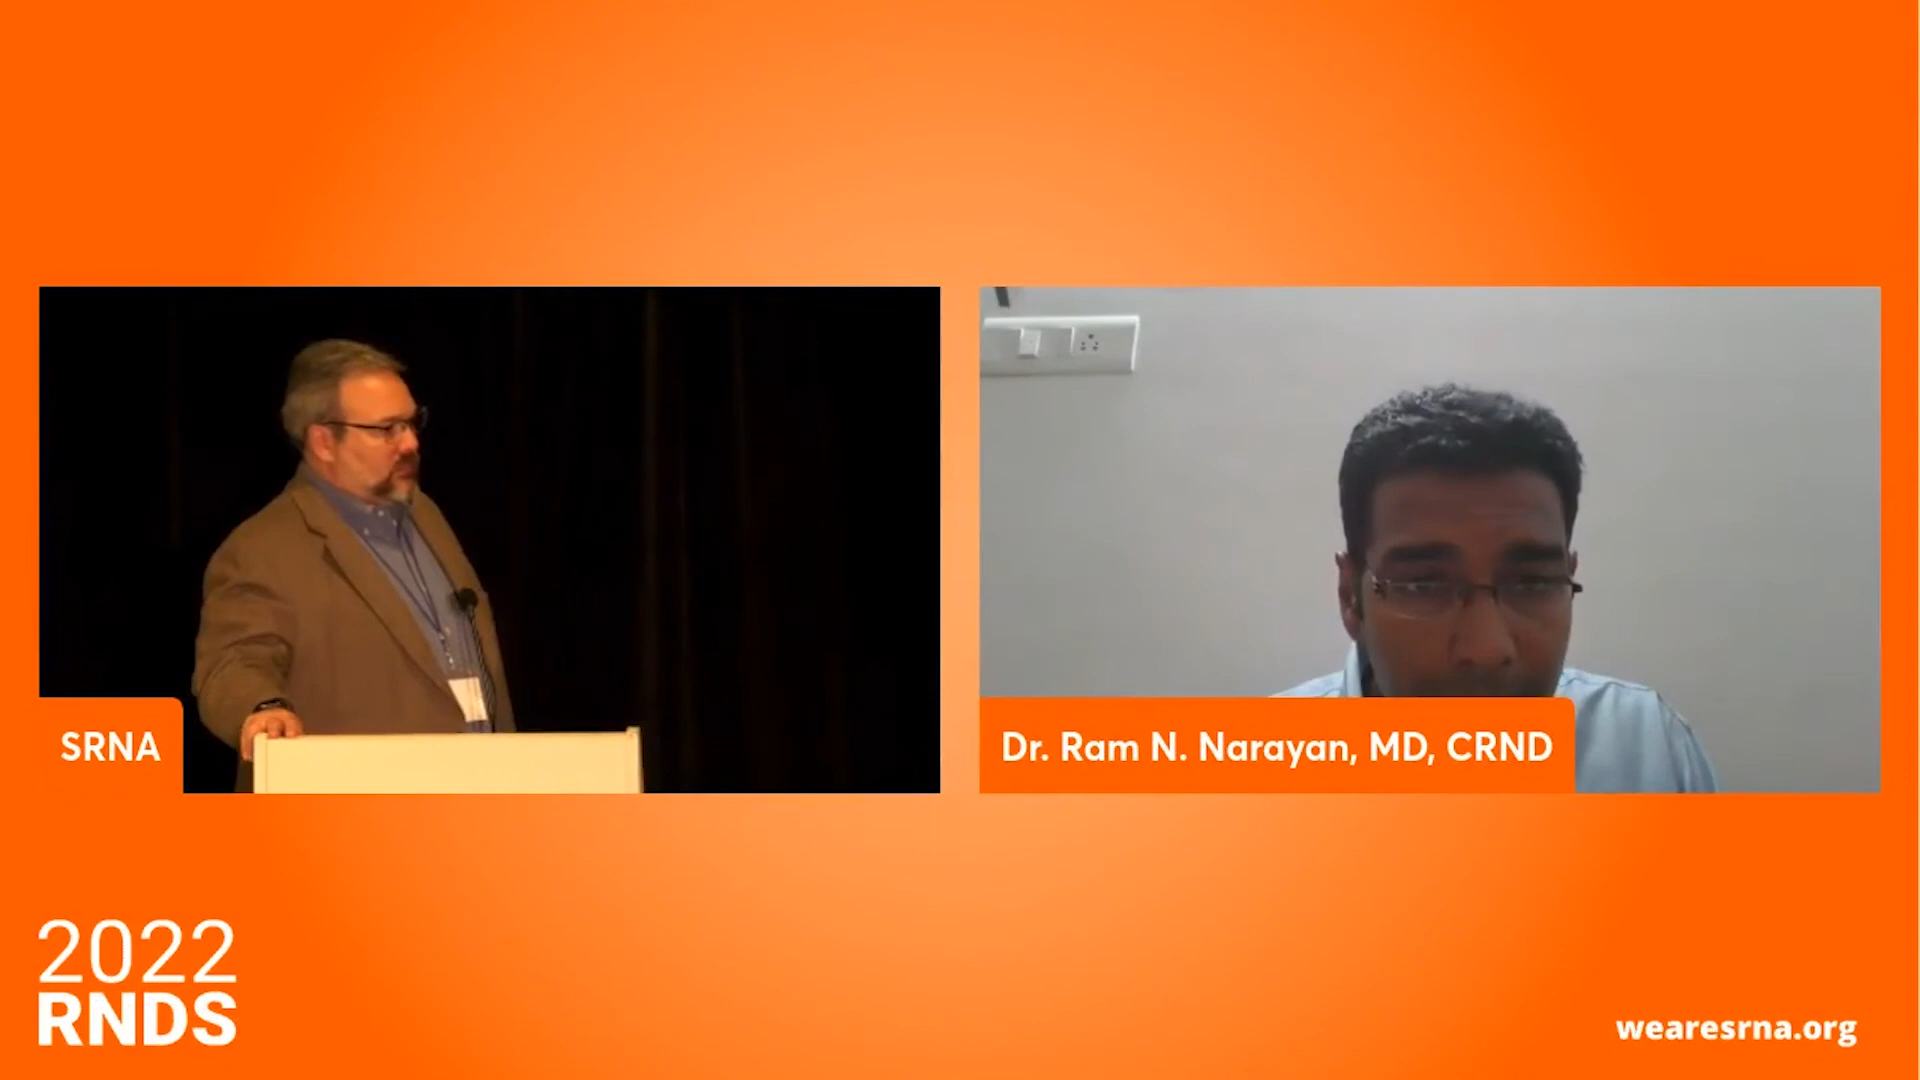 SRNA
Dr. Ram N. Narayan, MD, CRND
2022
RNDS
wearesrna.org